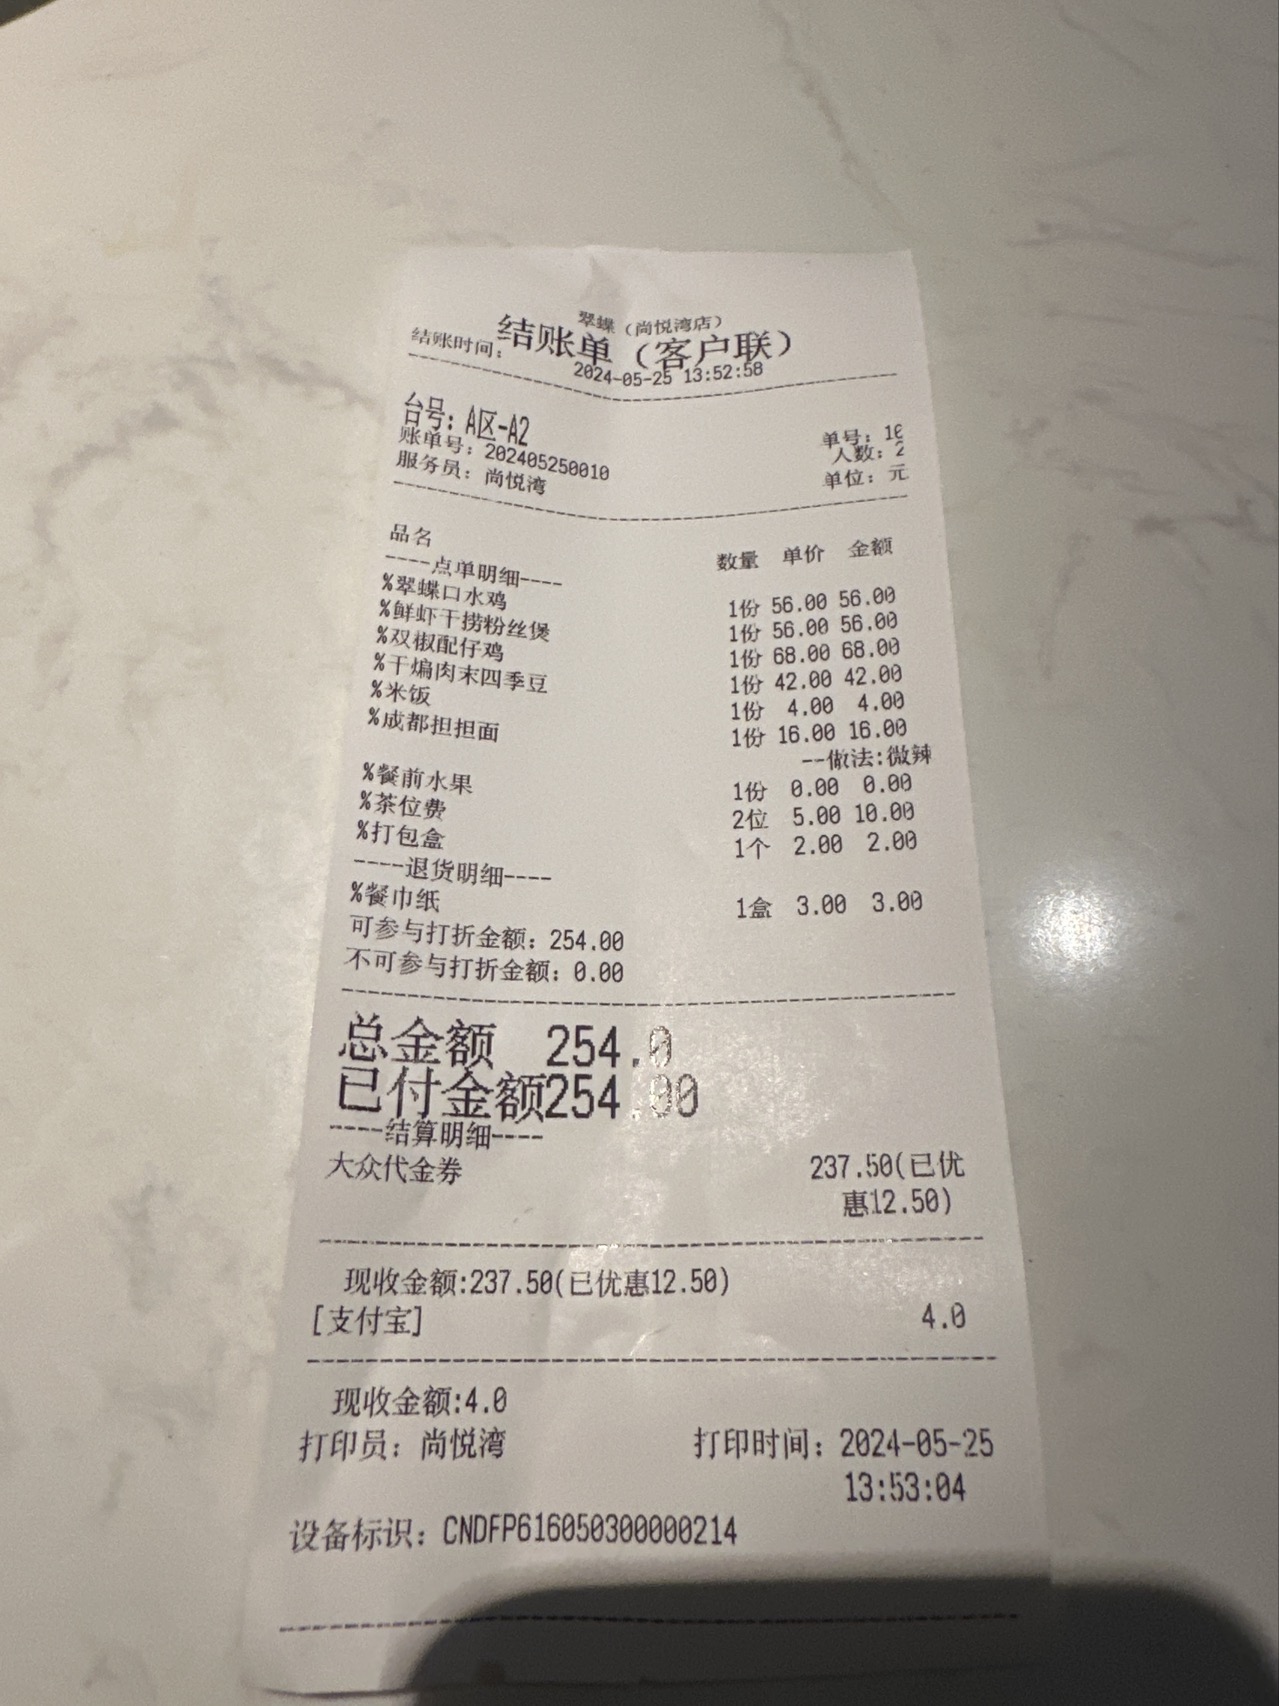 翠蝶（尚悦湾店）
结账单（客户联）
结账时间： 2024-05-25 13:52:58
台号：A区-A2
账单号：202405250010 单号：10
服务员：尚悦湾 人数：2
单位：元
品名 数量 单价 金额
----点单明细----
%翠蝶口水鸡 1份 56.00 56.00
%鲜虾干捞粉丝煲 1份 56.00 56.00
%双椒配仔鸡 1份 68.00 68.00
%干煸肉末四季豆 1份 42.00 42.00
%米饭 1份 4.00 4.00
%成都担担面 1份 16.00 16.00
--做法:微辣
%餐前水果 1份 0.00 0.00
%茶位费 2位 5.00 10.00
%打包盒 1个 2.00 2.00
----退货明细----
%餐巾纸 1盒 3.00 3.00
可参与打折金额：254.00
不可参与打折金额：0.00
总金额 254.0
已付金额254.00
----结算明细----
大众代金券 237.50(已优
惠12.50)
现收金额:237.50(已优惠12.50)
[支付宝] 4.0
现收金额:4.0
打印员：尚悦湾 打印时间：2024-05-25
13:53:04
设备标识：CNDFP616050300000214